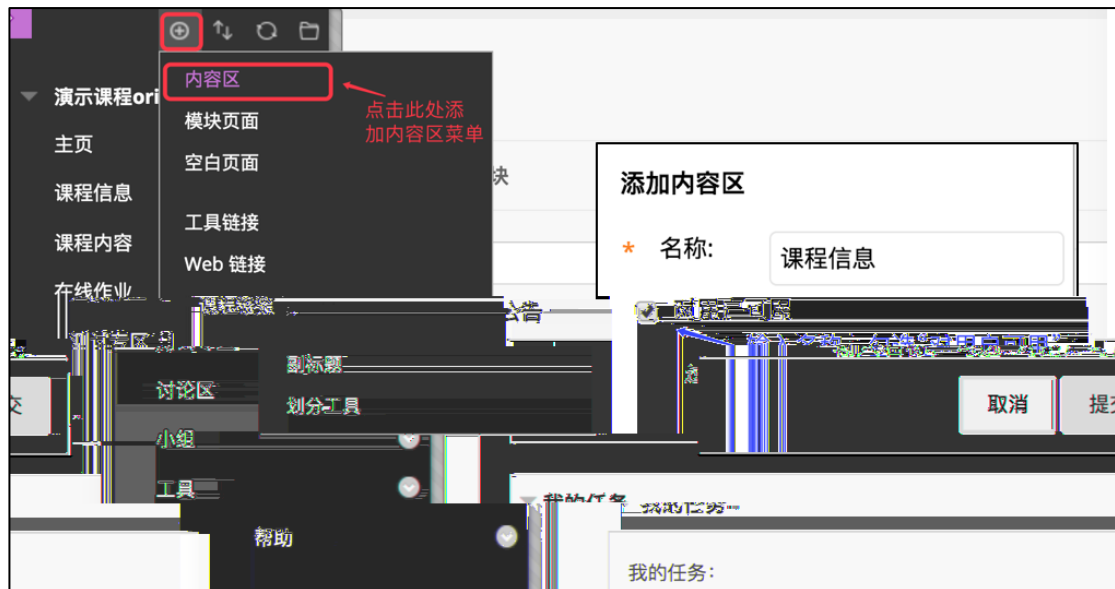 内容区
演示课程ori
点击此处添
加内容区菜单
模块页面
主页
空白页面
块
添加内容区
课程信息
工具链接
名称:
课程信息
课程内容
Web 链接
在线作业
公告
副标题
讨论区
划分工具
取消
提交
小组
工具
我的任务
帮助
我的任务: